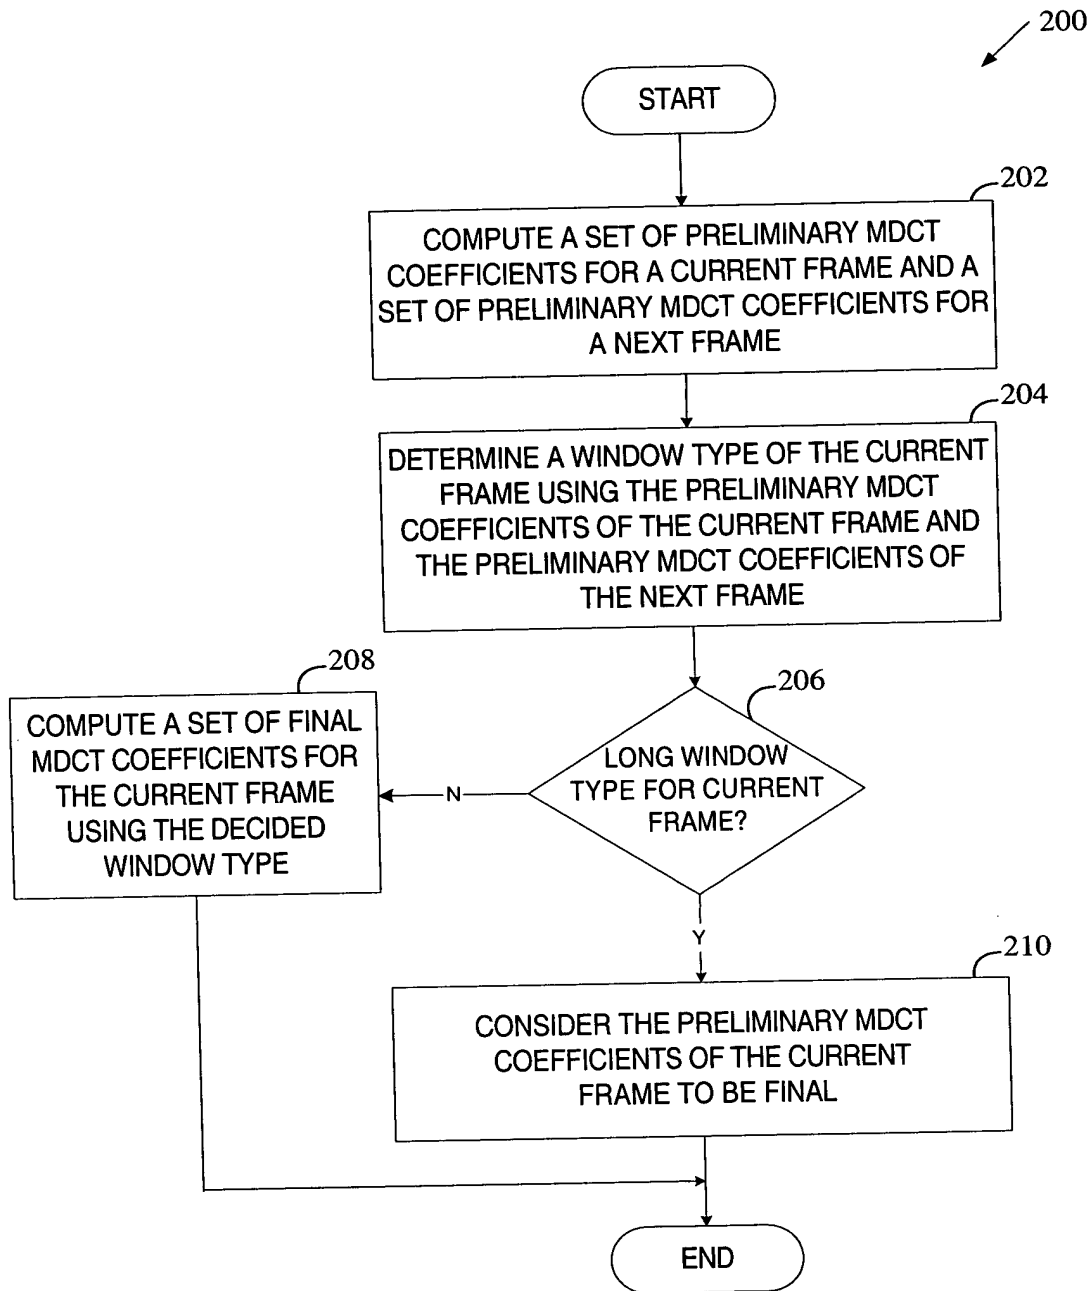 200
START
202
COMPUTE A SET OF PRELIMINARY MDCT
COEFFICIENTS FOR A CURRENT FRAME AND A
SET OF PRELIMINARY MDCT COEFFICIENTS FOR
A NEXT FRAME
204
DETERMINE A WINDOW TYPE OF THE CURRENT
FRAME USING THE PRELIMINARY MDCT
COEFFICIENTS OF THE CURRENT FRAME AND
THE PRELIMINARY MDCT COEFFICIENTS OF
THE NEXT FRAME
206
LONG WINDOW
TYPE FOR CURRENT
FRAME?
N
208
COMPUTE A SET OF FINAL
MDCT COEFFICIENTS FOR
THE CURRENT FRAME
USING THE DECIDED
WINDOW TYPE
Y
210
CONSIDER THE PRELIMINARY MDCT
COEFFICIENTS OF THE CURRENT
FRAME TO BE FINAL
END